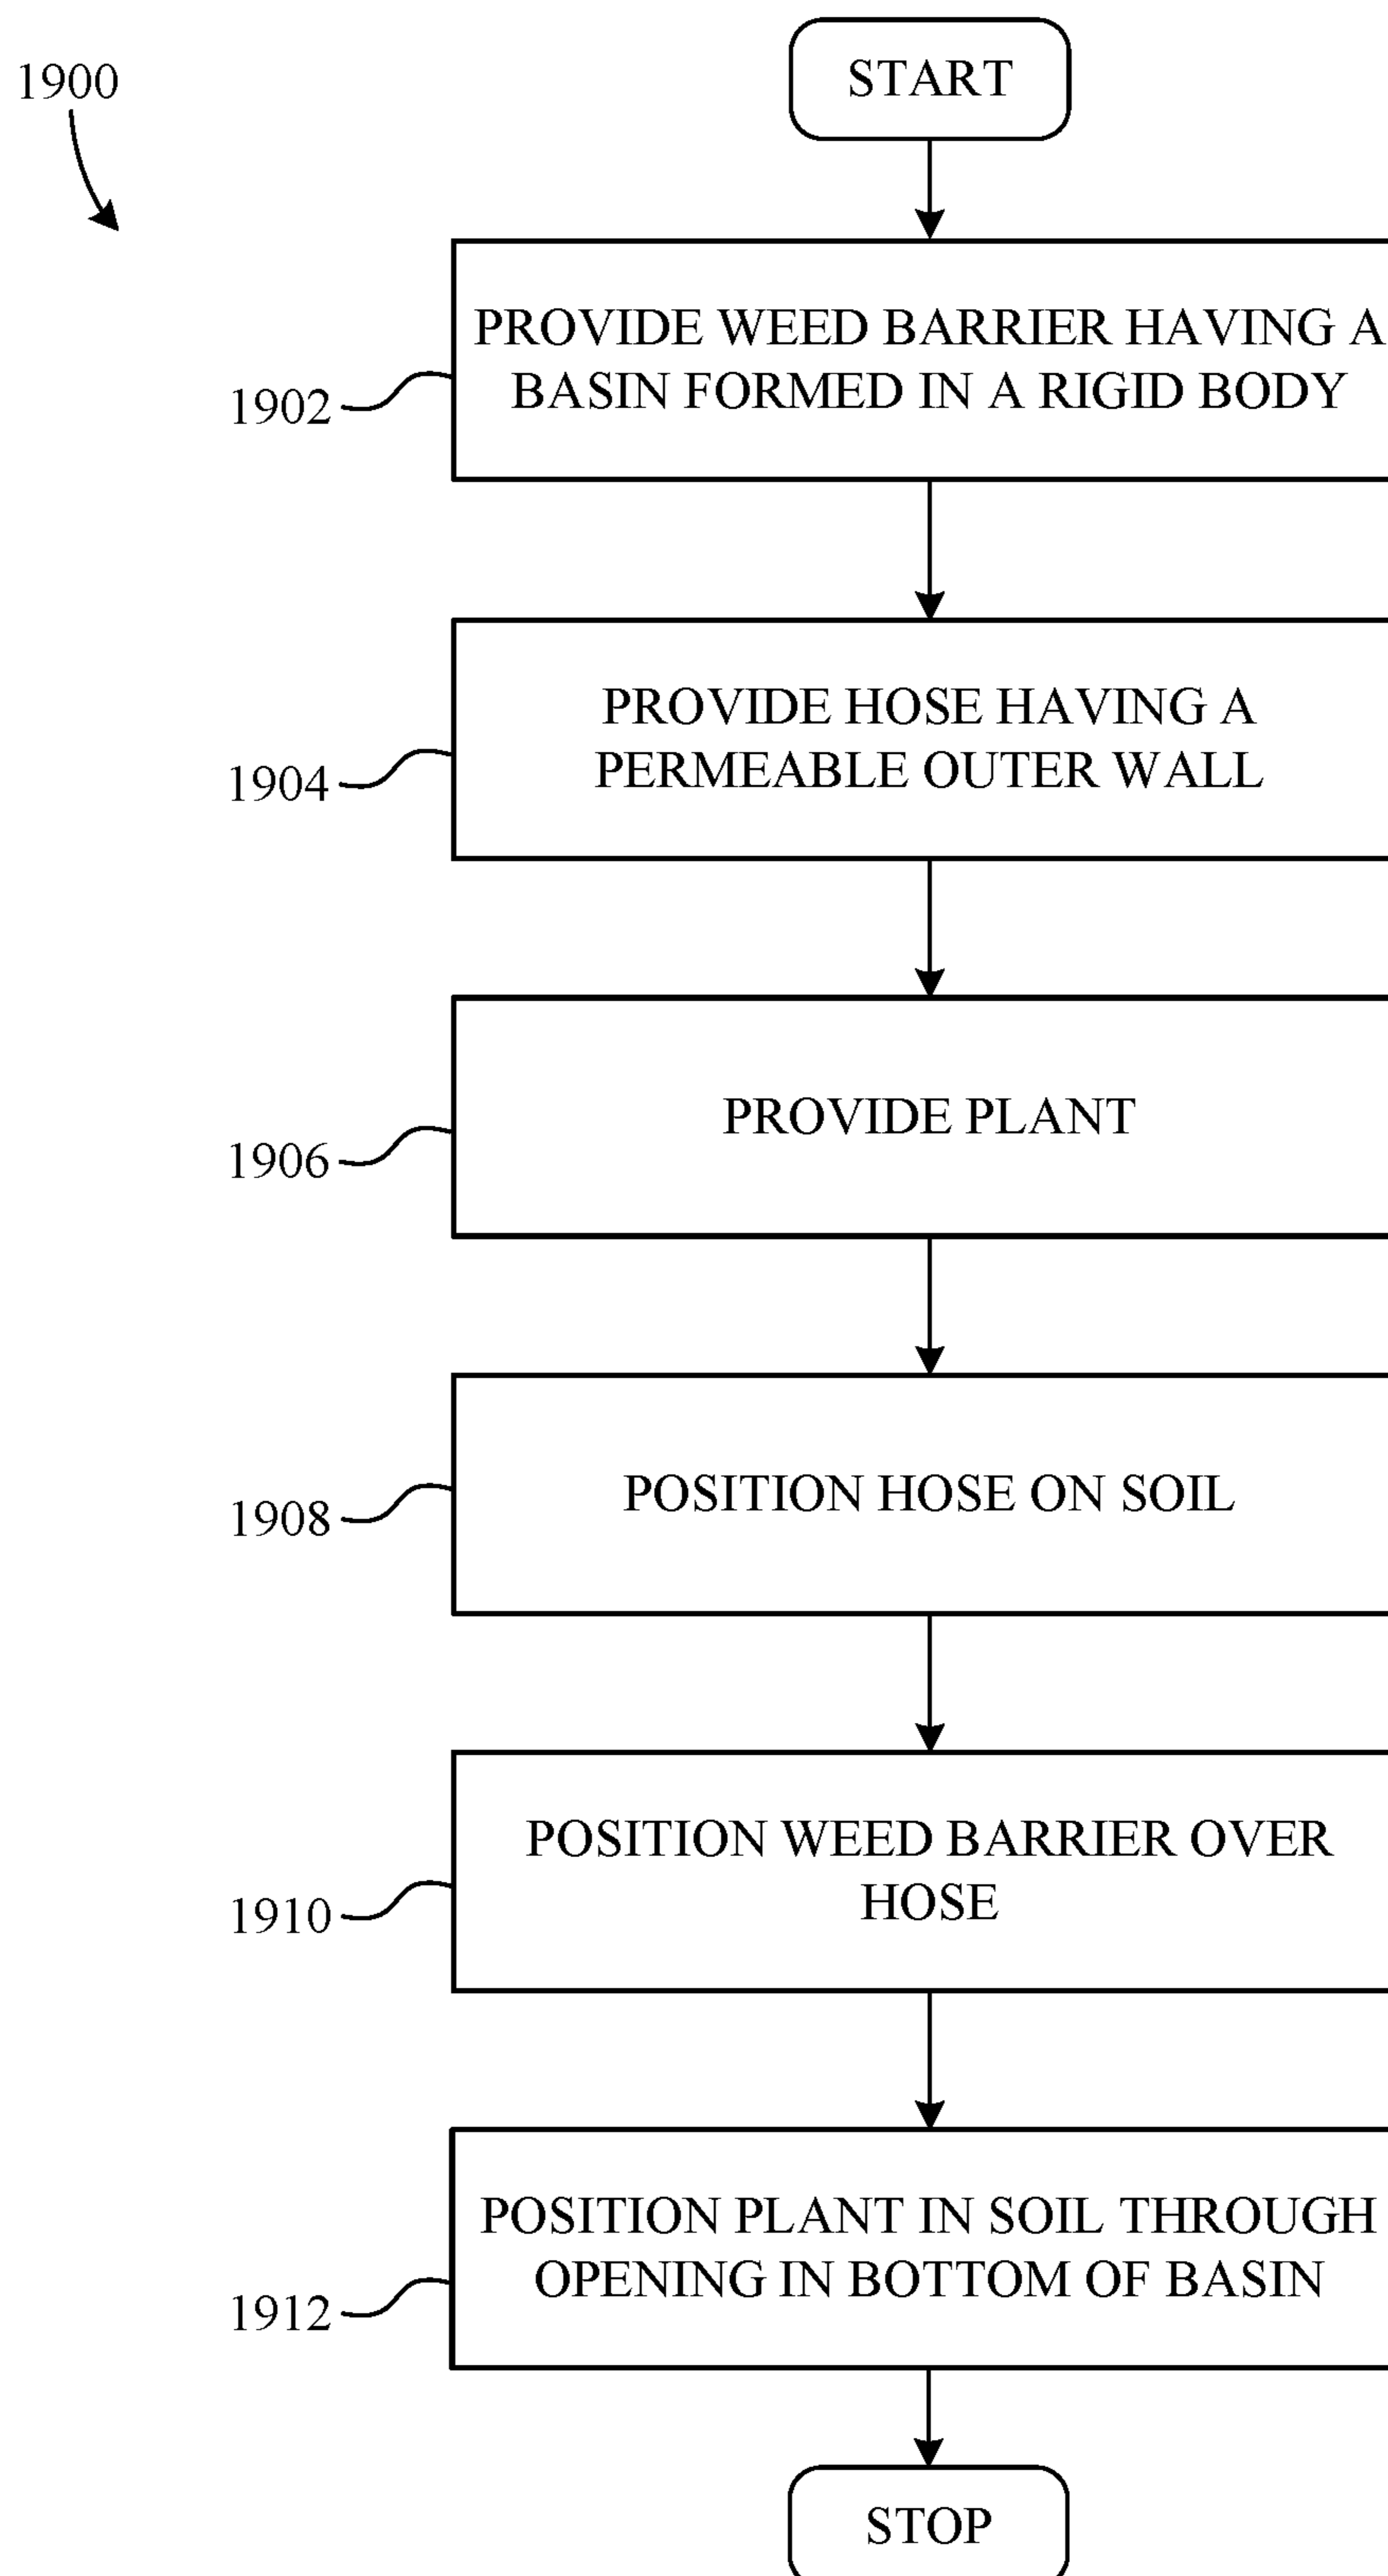 1900
START
PROVIDE WEED BARRIER HAVING A
BASIN FORMED IN A RIGID BODY
1902
PROVIDE HOSE HAVING A
PERMEABLE OUTER WALL
1904
PROVIDE PLANT
1906
POSITION HOSE ON SOIL
1908
POSITION WEED BARRIER OVER
HOSE
1910
POSITION PLANT IN SOIL THROUGH
OPENING IN BOTTOM OF BASIN
1912
STOP